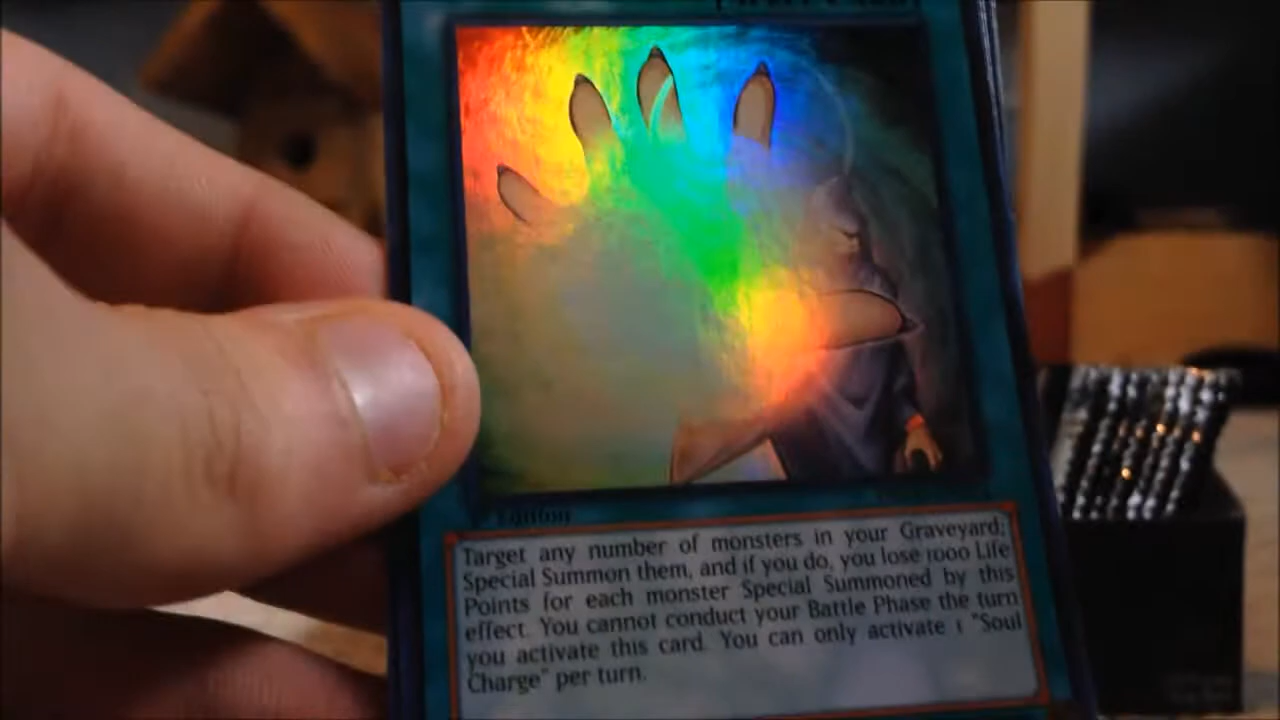 Edition
Target any number of monsters in your Graveyard;
Special Summon them, and if you do, you lose 1000 Life
Points for each monster Special Summoned by this
effect. You cannot conduct your Battle Phase the turn
you activate this card. You can only activate 1 "Soul
Charge" per turn.